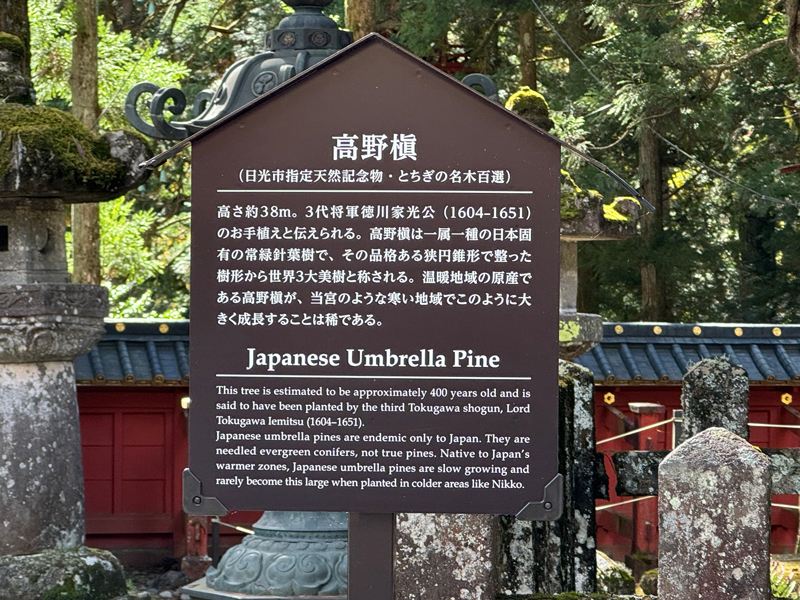 高野槇
（日光市指定天然記念物・とちぎの名木百選）
高さ約38m。3代将軍徳川家光公（1604–1651）
のお手植えと伝えられる。高野槇は一属一種の日本固
有の常緑針葉樹で、その品格ある狭円錐形で整った
樹形から世界3大美樹と称される。温暖地域の原産で
ある高野槇が、当宮のような寒い地域でこのように大
きく成長することは稀である。
Japanese Umbrella Pine
This tree is estimated to be approximately 400 years old and is
said to have been planted by the third Tokugawa shogun, Lord
Tokugawa Iemitsu (1604–1651).
Japanese umbrella pines are endemic only to Japan. They are
needled evergreen conifers, not true pines. Native to Japan's
warmer zones, Japanese umbrella pines are slow growing and
rarely become this large when planted in colder areas like Nikko.